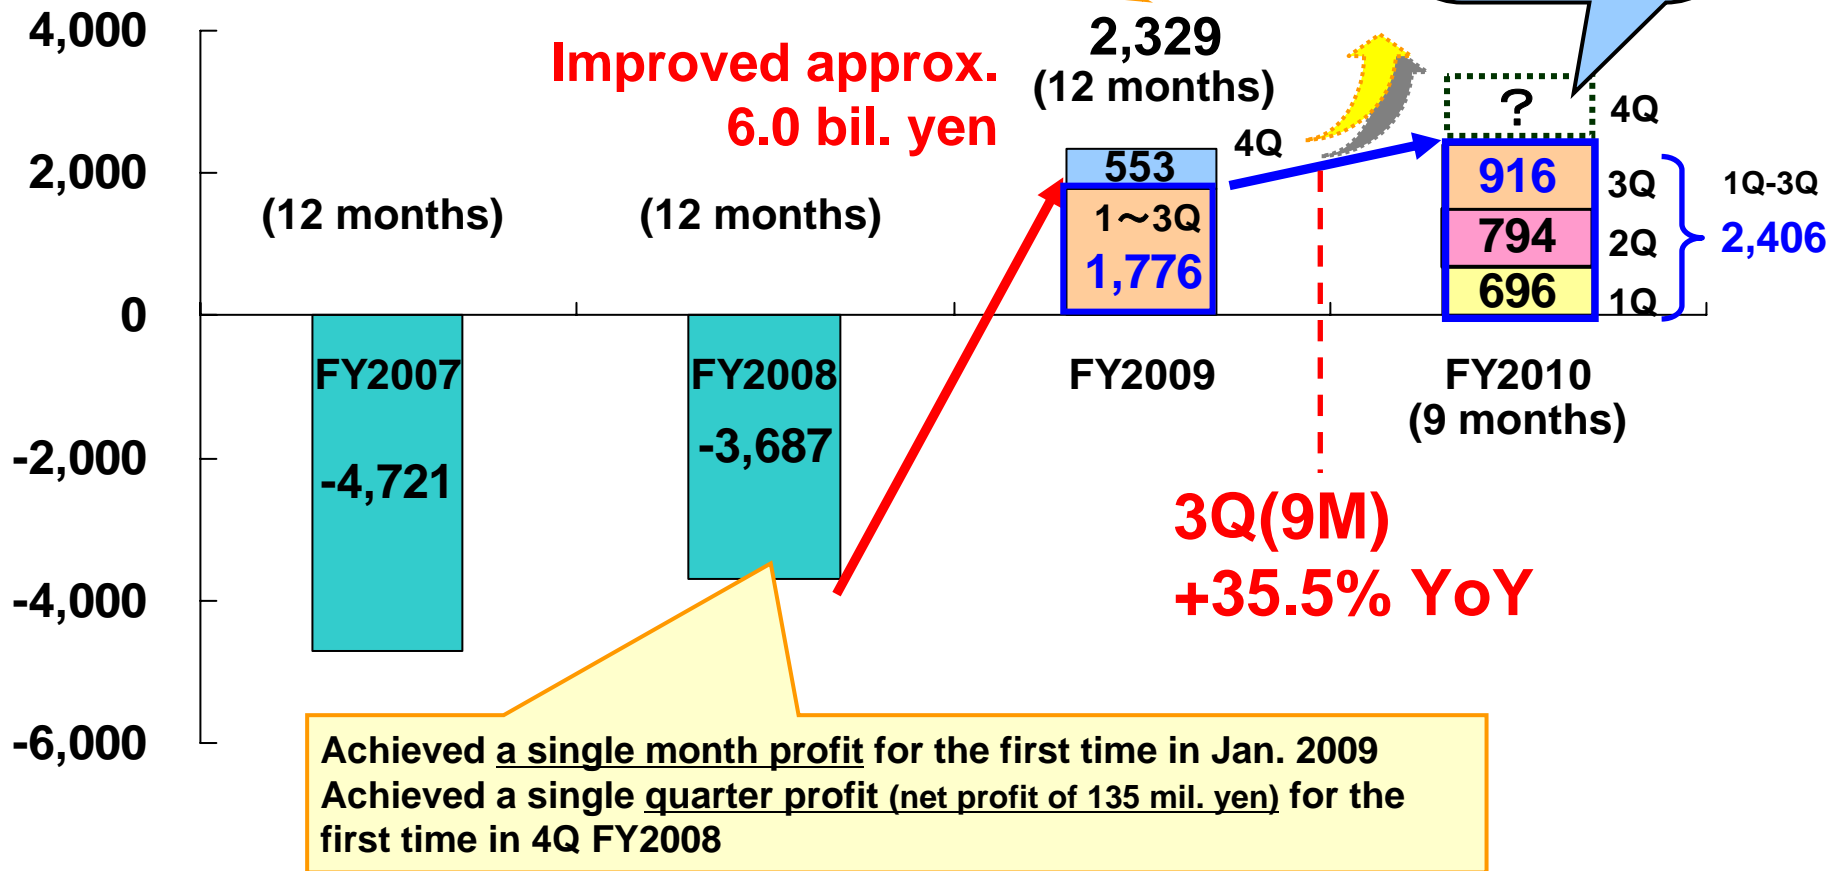 4,000
2,000
0
-2,000
-4,000
-6,000
Improved approx.
6.0 bil. yen
2,329
(12 months)
(12 months)
(12 months)
FY2007
-4,721
FY2008
-3,687
4Q
553
1～3Q
1,776
FY2009
?
4Q
916
3Q
794
2Q
696
1Q
1Q-3Q
2,406
FY2010
(9 months)
3Q(9M)
+35.5% YoY
Achieved a single month profit for the first time in Jan. 2009
Achieved a single quarter profit (net profit of 135 mil. yen) for the
first time in 4Q FY2008